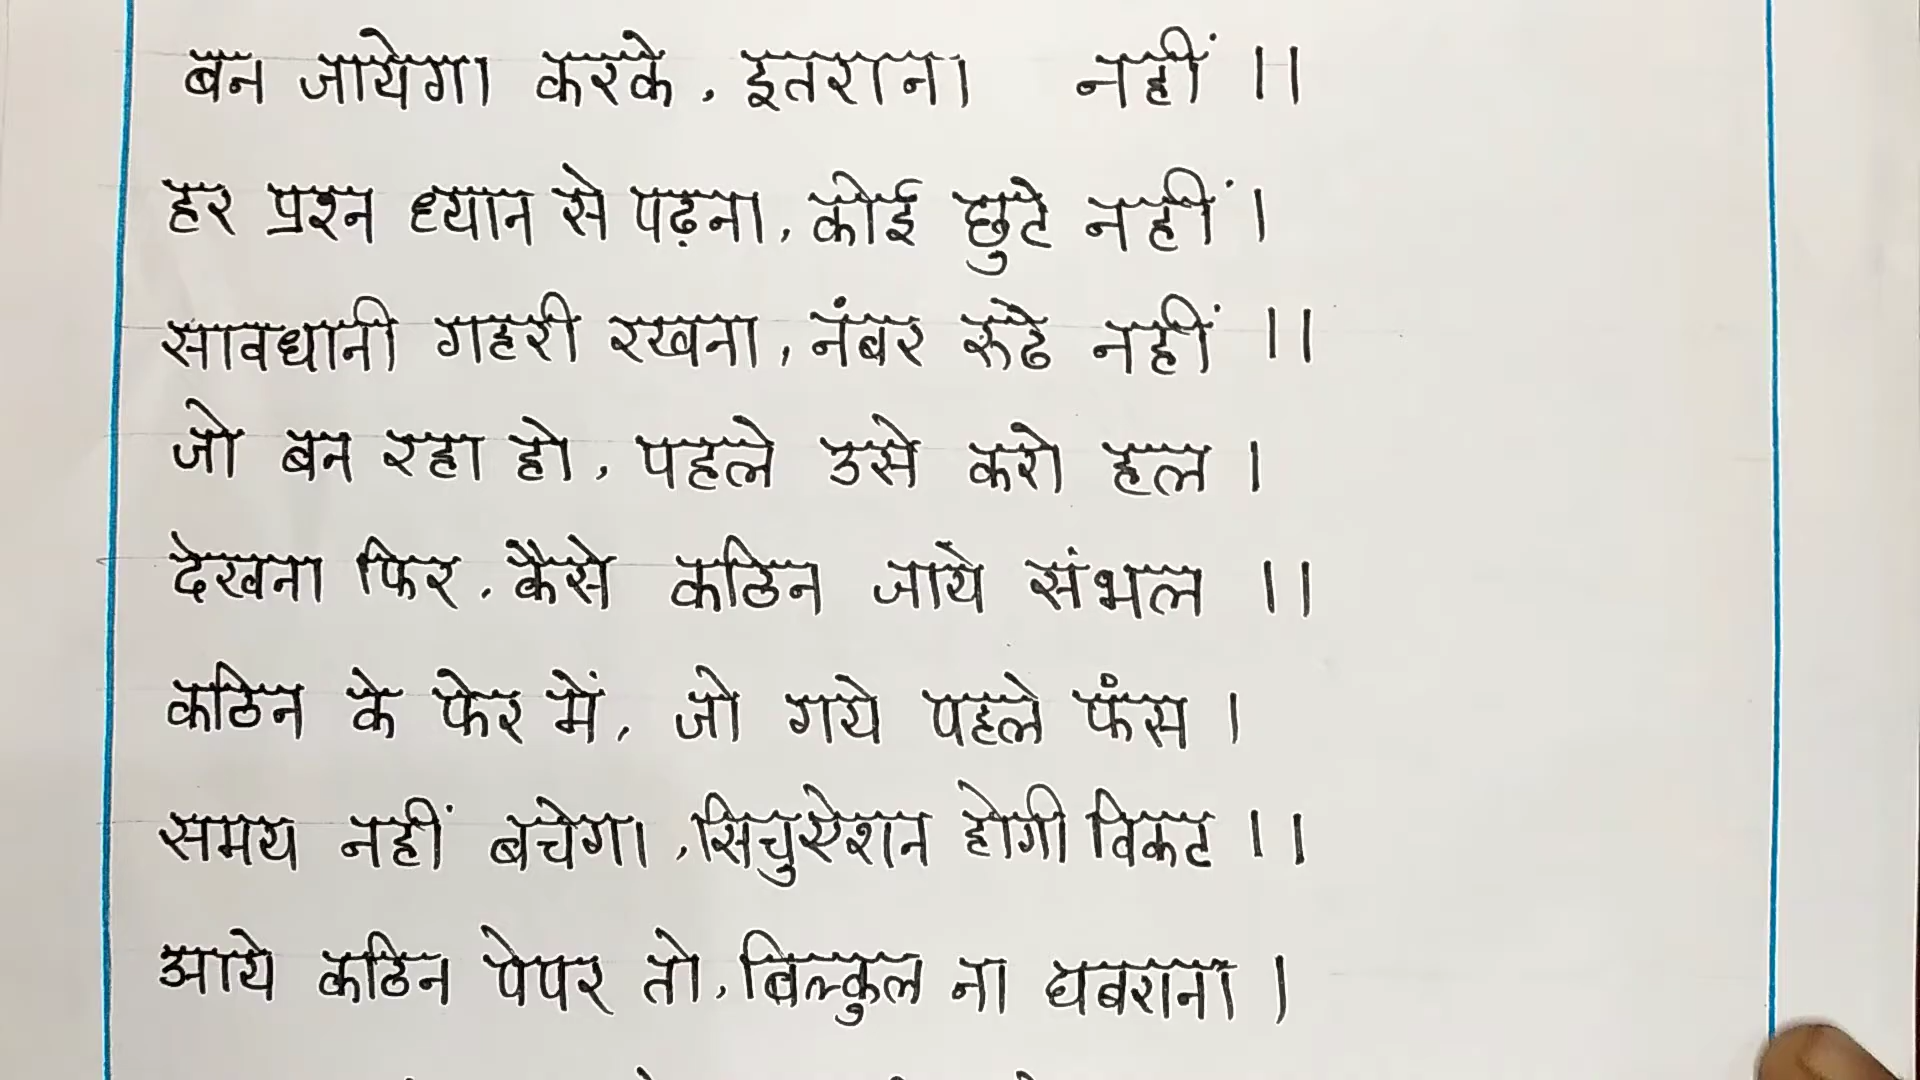 बन जायेगा करके, इतराना नहीं ।।
हर प्रश्न ध्यान से पढ़ना, कोई छुटे नहीं ।
सावधानी गहरी रखना, नंबर रुठे नहीं ।।
जो बन रहा हो, पहले उसे करो हल ।
देखना फिर, कैसे कठिन जाये संभल ।।
कठिन के फेर में, जो गये पहले फंस ।
समय नहीं बचेगा, सिचुऐशन होगी विकट ।।
आये कठिन पेपर तो, बिल्कुल ना घबराना ।